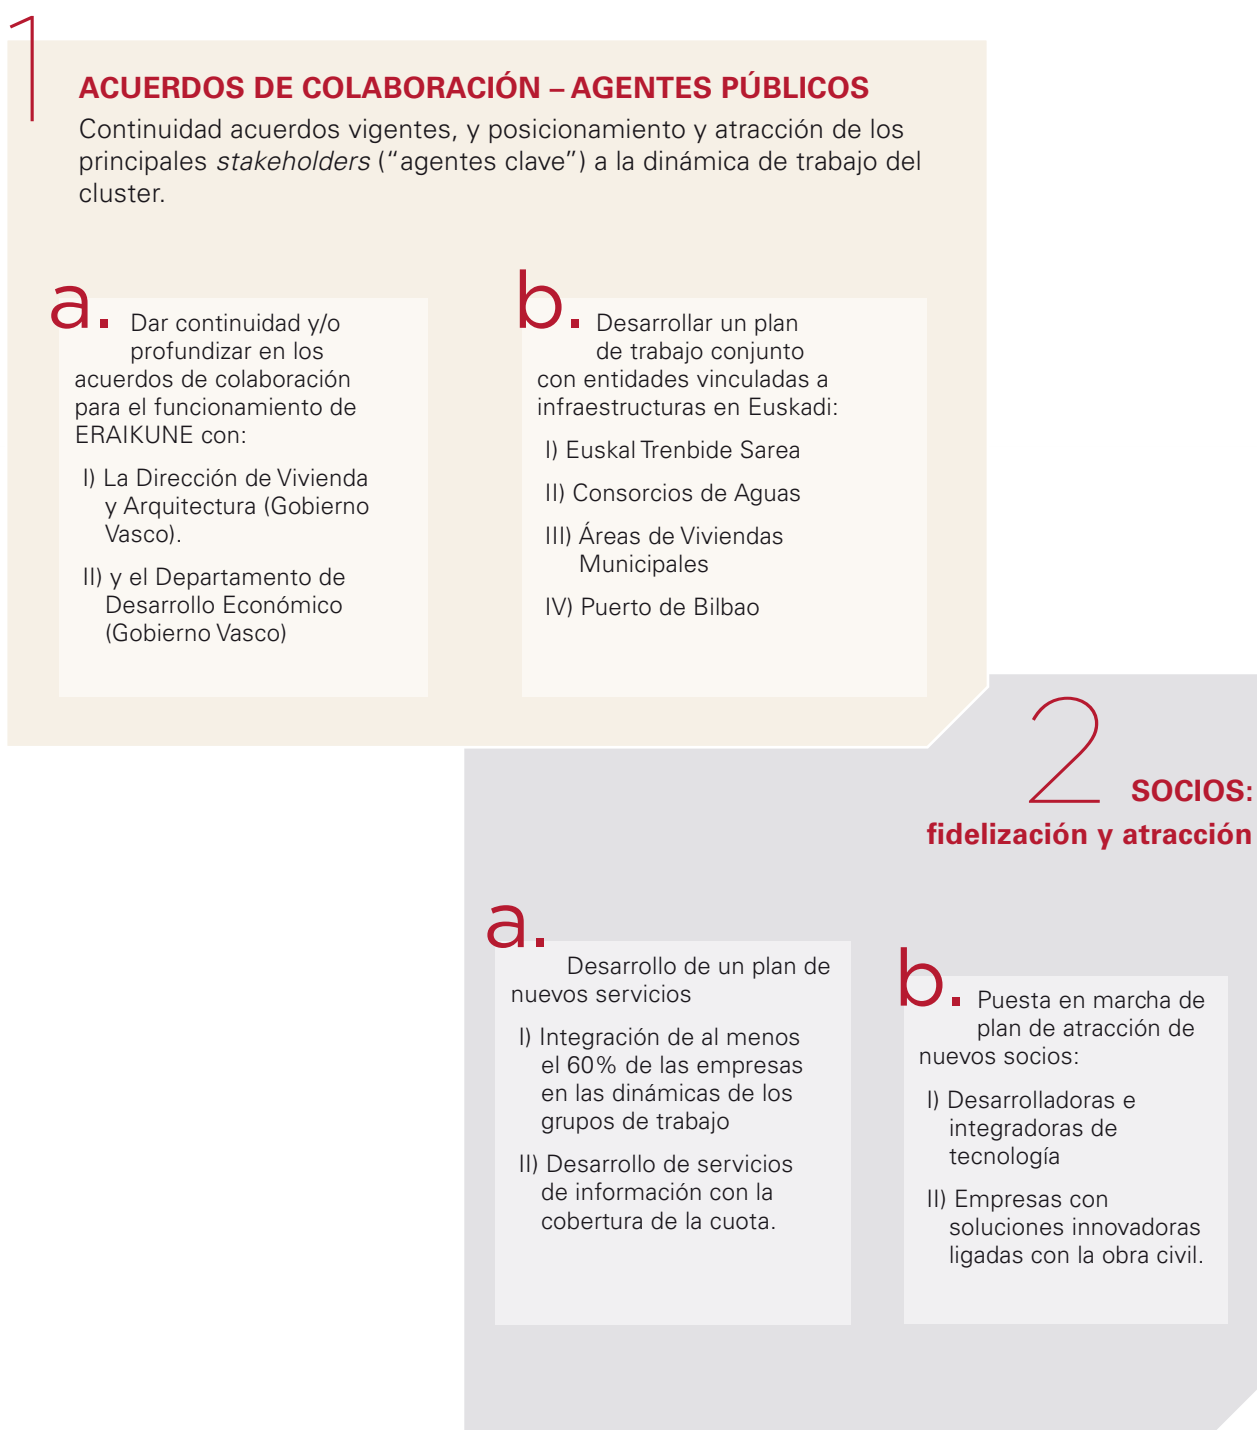 1
ACUERDOS DE COLABORACIÓN – AGENTES PÚBLICOS
Continuidad acuerdos vigentes, y posicionamiento y atracción de los
principales stakeholders (“agentes clave”) a la dinámica de trabajo del
cluster.
a. Dar continuidad y/o
profundizar en los
acuerdos de colaboración
para el funcionamiento de
ERAIKUNE con:
I) La Dirección de Vivienda
y Arquitectura (Gobierno
Vasco).
II) y el Departamento de
Desarrollo Económico
(Gobierno Vasco)
b. Desarrollar un plan
de trabajo conjunto
con entidades vinculadas a
infraestructuras en Euskadi:
I) Euskal Trenbide Sarea
II) Consorcios de Aguas
III) Áreas de Viviendas
Municipales
IV) Puerto de Bilbao
2 SOCIOS:
fidelización y atracción
a.
Desarrollo de un plan de
nuevos servicios
I) Integración de al menos
el 60% de las empresas
en las dinámicas de los
grupos de trabajo
II) Desarrollo de servicios
de información con la
cobertura de la cuota.
b. Puesta en marcha de
plan de atracción de
nuevos socios:
I) Desarrolladoras e
integradoras de
tecnología
II) Empresas con
soluciones innovadoras
ligadas con la obra civil.